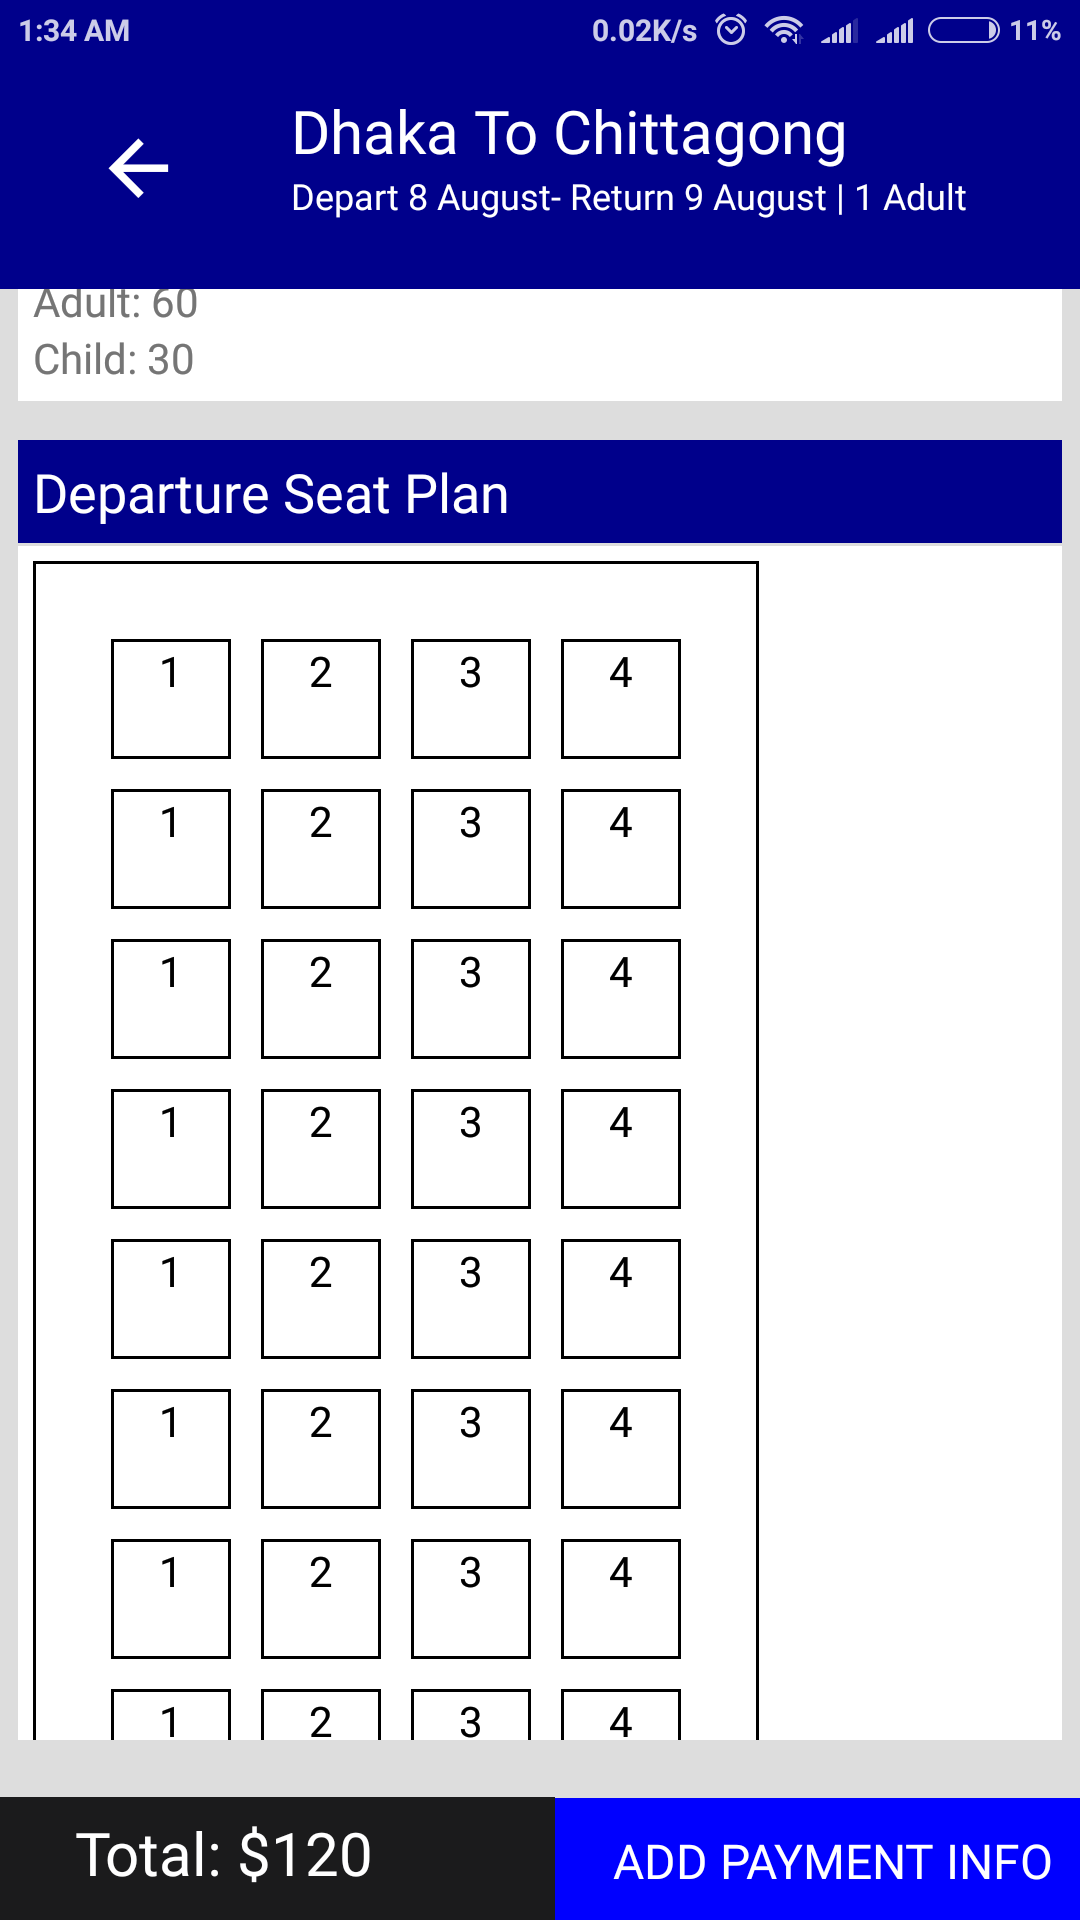 1:34 AM 0.02K/s 11%
Dhaka To Chittagong
Depart 8 August- Return 9 August | 1 Adult
Adult: 60
Child: 30
Departure Seat Plan
1 2 3 4
1 2 3 4
1 2 3 4
1 2 3 4
1 2 3 4
1 2 3 4
1 2 3 4
1 2 3 4
Total: $120 ADD PAYMENT INFO